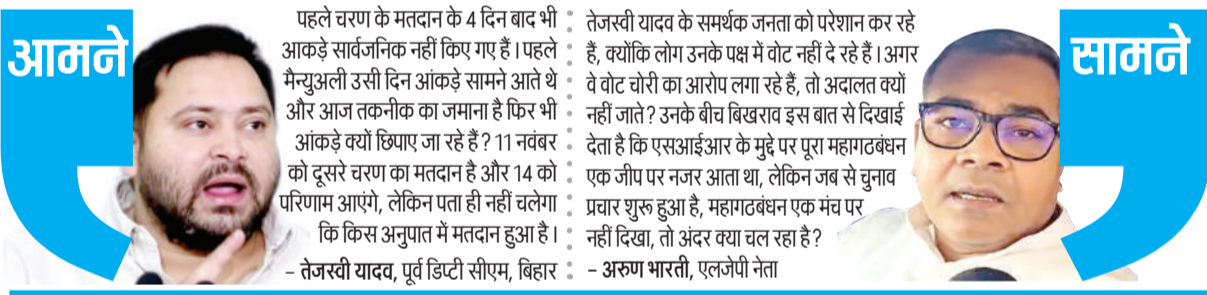 आमने
पहले चरण के मतदान के 4 दिन बाद भी
आकड़े सार्वजनिक नहीं किए गए हैं। पहले
मैन्युअली उसी दिन आंकड़े सामने आते थे
और आज तकनीक का जमाना है फिर भी
आंकड़े क्यों छिपाए जा रहे हैं? 11 नवंबर
को दूसरे चरण का मतदान है और 14 को
परिणाम आएंगे, लेकिन पता ही नहीं चलेगा
कि किस अनुपात में मतदान हुआ है।
– तेजस्वी यादव, पूर्व डिप्टी सीएम, बिहार
तेजस्वी यादव के समर्थक जनता को परेशान कर रहे
हैं, क्योंकि लोग उनके पक्ष में वोट नहीं दे रहे हैं। अगर
वे वोट चोरी का आरोप लगा रहे हैं, तो अदालत क्यों
नहीं जाते? उनके बीच बिखराव इस बात से दिखाई
देता है कि एसआईआर के मुद्दे पर पूरा महागठबंधन
एक जीप पर नजर आता था, लेकिन जब से चुनाव
प्रचार शुरू हुआ है, महागठबंधन एक मंच पर
नहीं दिखा, तो अंदर क्या चल रहा है?
– अरुण भारती, एलजेपी नेता
सामने